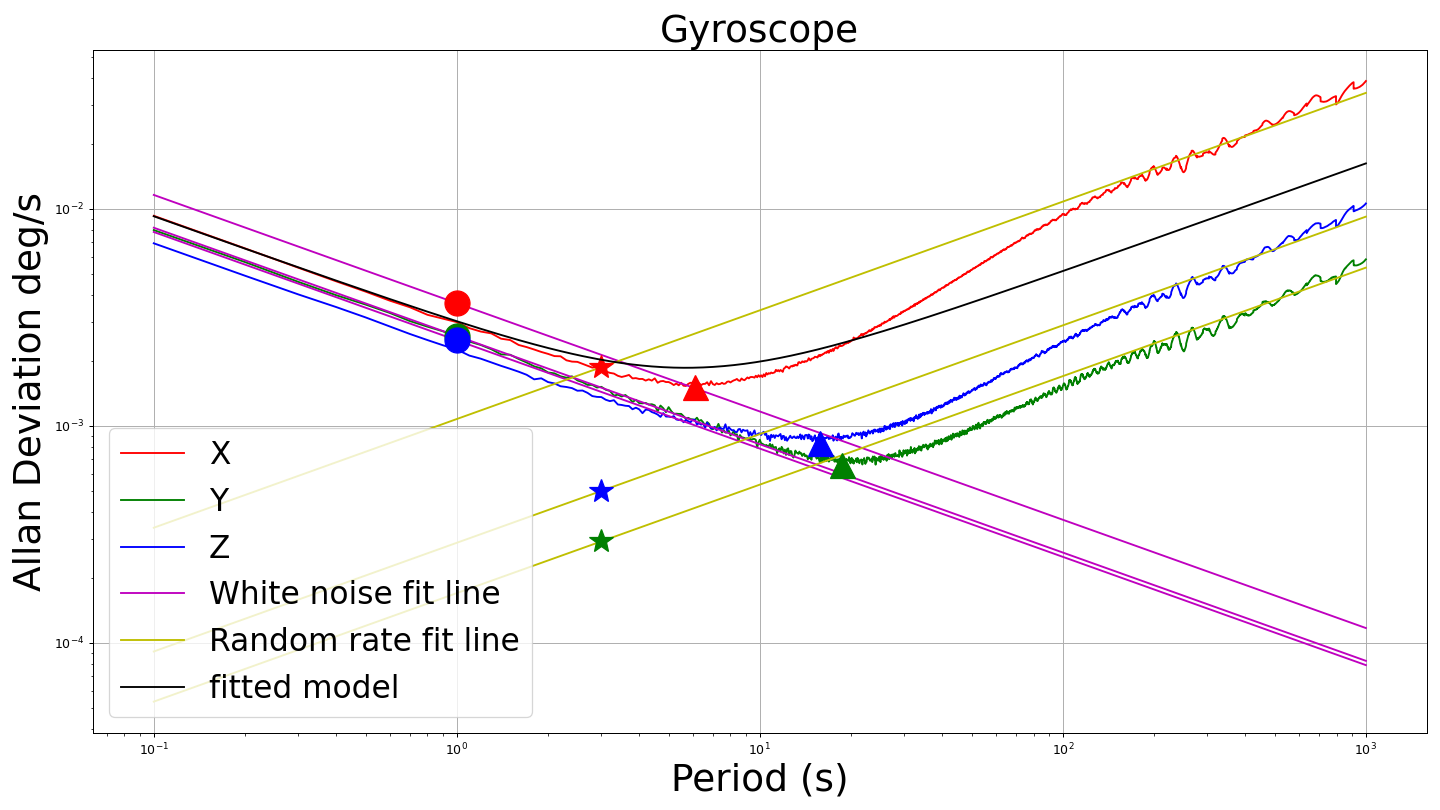 Gyroscope
Allan Deviation deg/s
10⁻²
10⁻³
10⁻⁴
X
Y
Z
White noise fit line
Random rate fit line
fitted model
10⁻¹ 10⁰ 10¹ 10² 10³
Period (s)